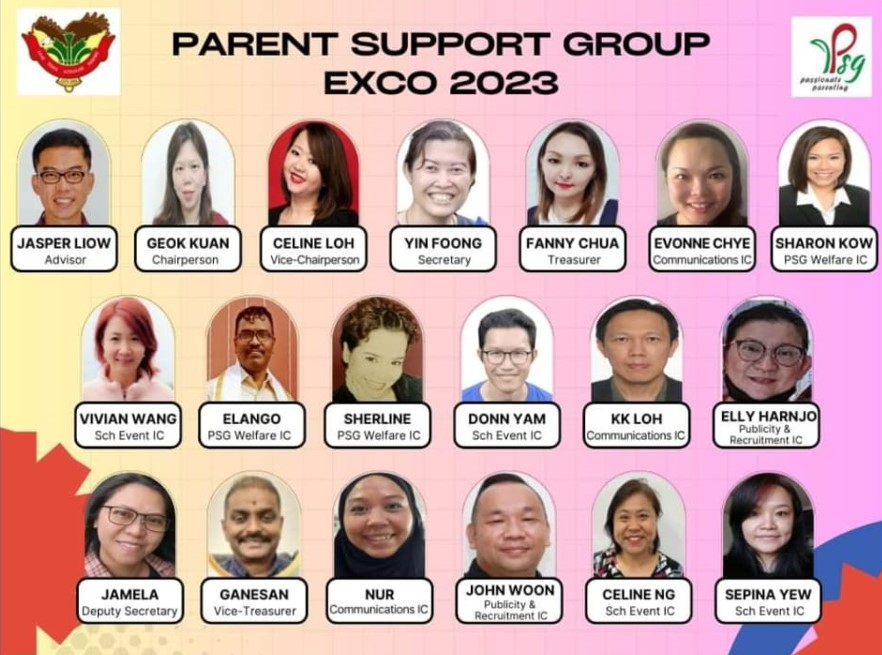 PARENT SUPPORT GROUP
EXCO 2023
Psg
passionate
parenting
JASPER LIOW
Advisor
GEOK KUAN
Chairperson
CELINE LOH
Vice-Chairperson
YIN FOONG
Secretary
FANNY CHUA
Treasurer
EVONNE CHYE
Communications IC
SHARON KOW
PSG Welfare IC
VIVIAN WANG
Sch Event IC
ELANGO
PSG Welfare IC
SHERLINE
PSG Welfare IC
DONN YAM
Sch Event IC
KK LOH
Communications IC
ELLY HARNJO
Publicity &
Recruitment IC
JAMELA
Deputy Secretary
GANESAN
Vice-Treasurer
NUR
Communications IC
JOHN WOON
Publicity &
Recruitment IC
CELINE NG
Sch Event IC
SEPINA YEW
Sch Event IC